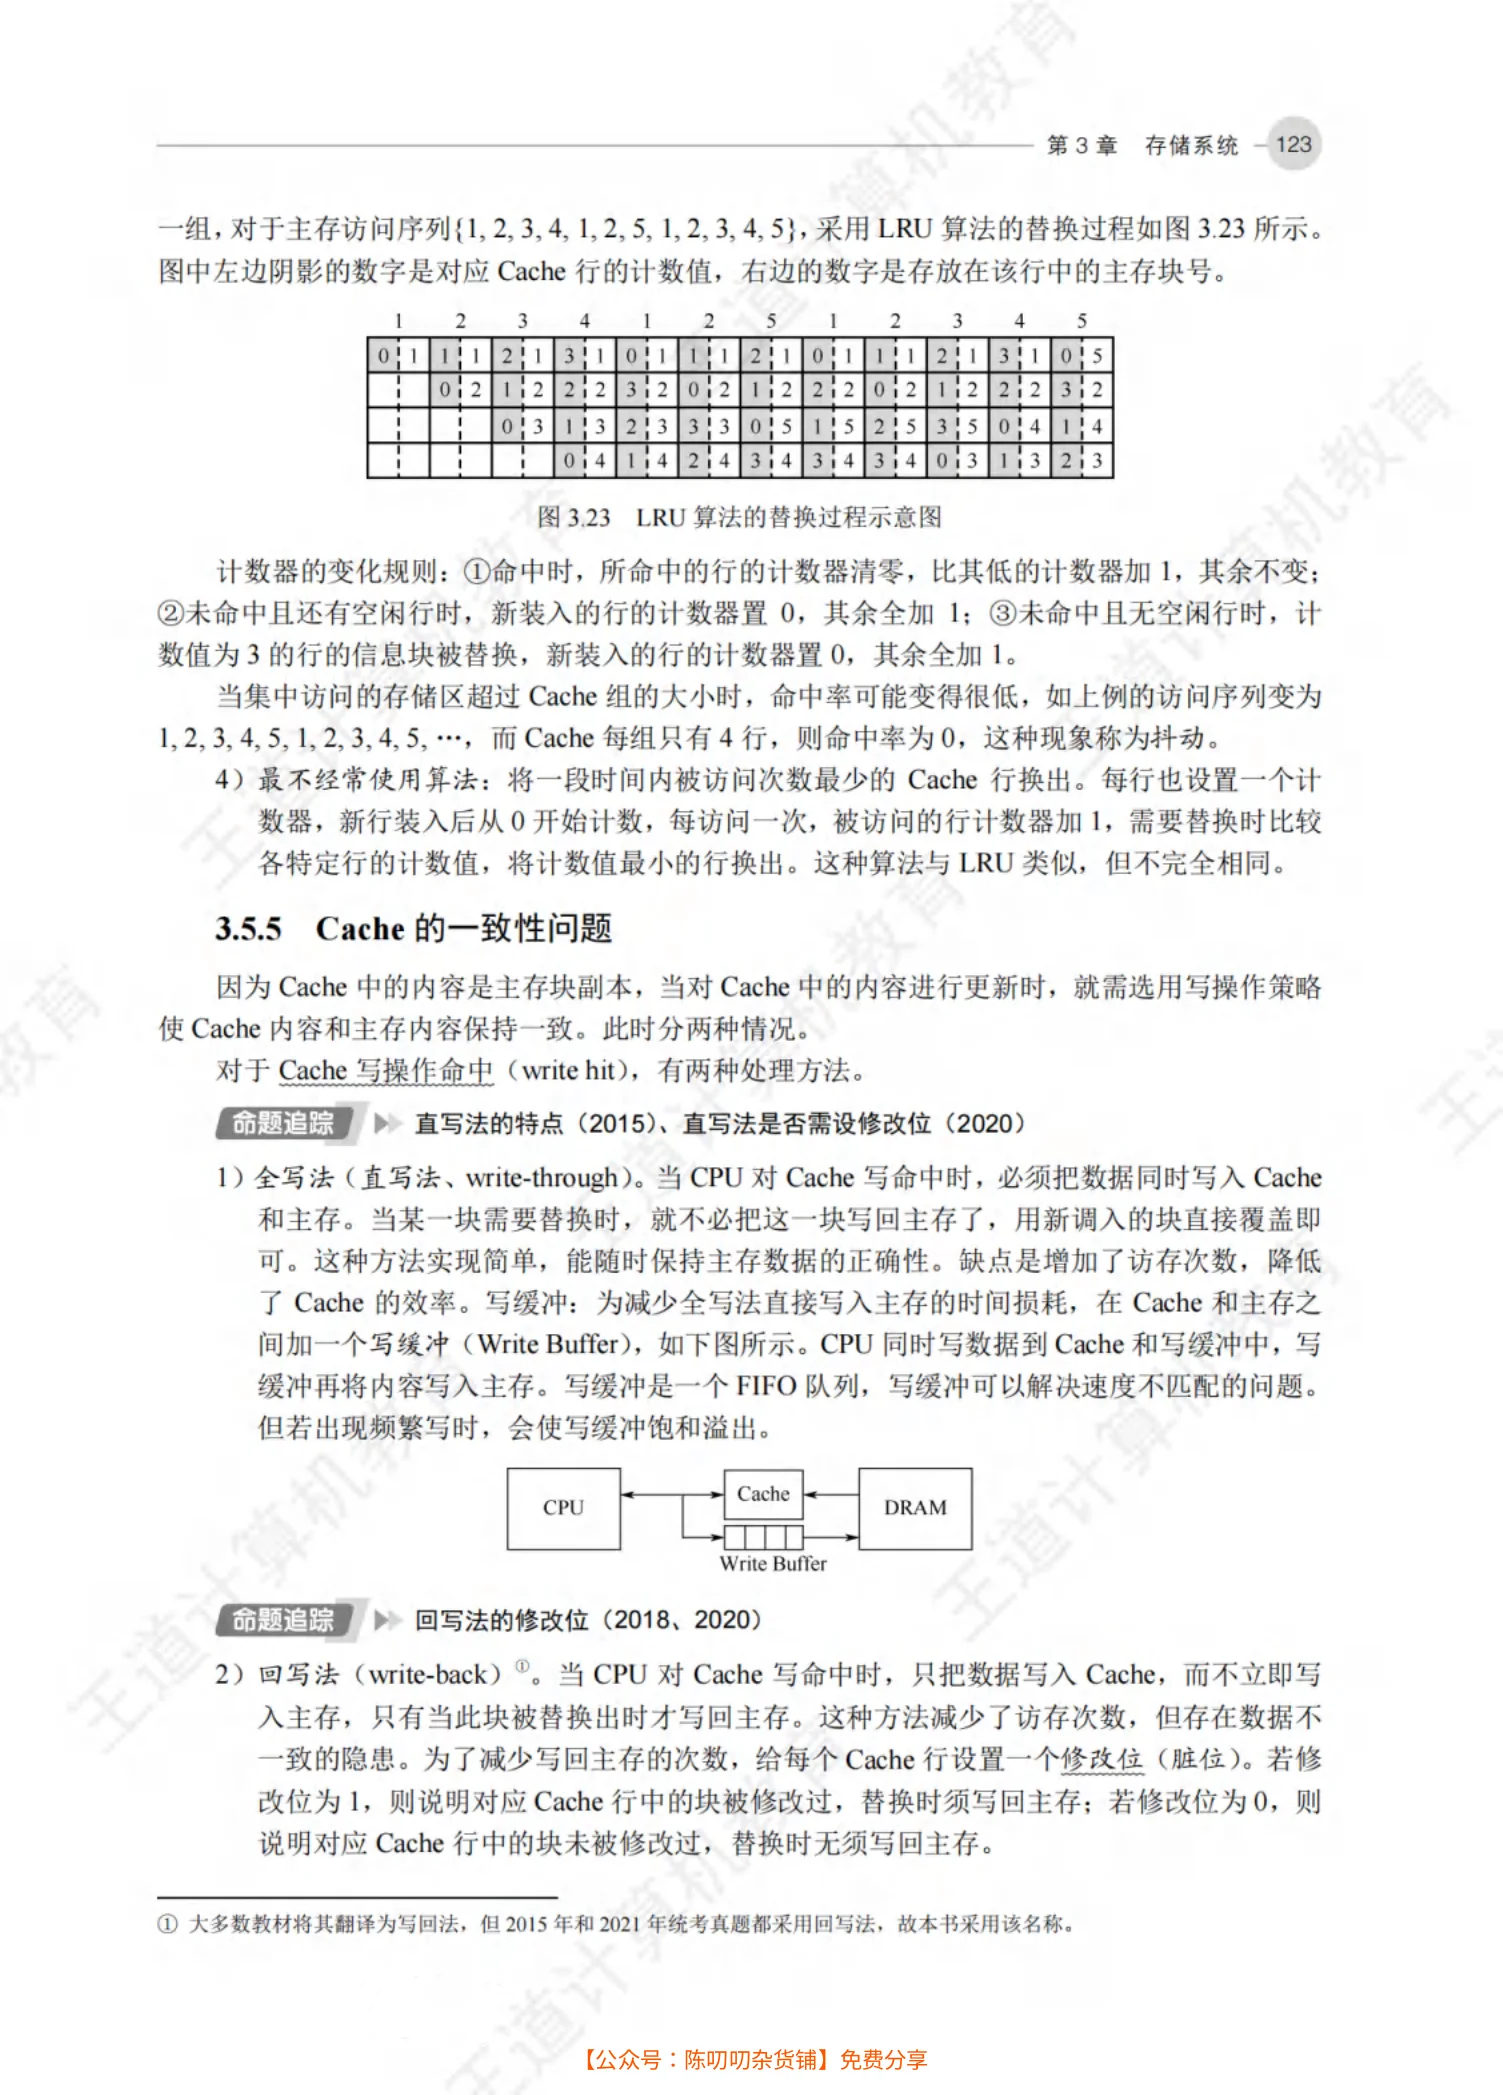 第 3 章 存储系统 123
一组，对于主存访问序列{1, 2, 3, 4, 1, 2, 5, 1, 2, 3, 4, 5}，采用 LRU 算法的替换过程如图 3.23 所示。
图中左边阴影的数字是对应 Cache 行的计数值，右边的数字是存放在该行中的主存块号。
1 2 3 4 1 2 5 1 2 3 4 5
0 1 1 1 2 1 3 1 0 1 1 1 2 1 0 1 1 1 2 1 3 1 0 5
0 2 1 2 2 2 3 2 0 2 1 2 2 2 0 2 1 2 2 2 3 2
0 3 1 3 2 3 3 3 0 5 1 5 2 5 3 5 0 4 1 4
0 4 1 4 2 4 3 4 3 4 3 4 0 3 1 3 2 3
图 3.23 LRU 算法的替换过程示意图
计数器的变化规则：①命中时，所命中的行的计数器清零，比其低的计数器加 1，其余不变；
②未命中且还有空闲行时，新装入的行的计数器置 0，其余全加 1；③未命中且无空闲行时，计
数值为 3 的行的信息块被替换，新装入的行的计数器置 0，其余全加 1。
当集中访问的存储区超过 Cache 组的大小时，命中率可能变得很低，如上例的访问序列变为
1, 2, 3, 4, 5, 1, 2, 3, 4, 5, …，而 Cache 每组只有 4 行，则命中率为 0，这种现象称为抖动。
4）最不经常使用算法：将一段时间内被访问次数最少的 Cache 行换出。每行也设置一个计
数器，新行装入后从 0 开始计数，每访问一次，被访问的行计数器加 1，需要替换时比较
各特定行的计数值，将计数值最小的行换出。这种算法与 LRU 类似，但不完全相同。
3.5.5 Cache 的一致性问题
因为 Cache 中的内容是主存块副本，当对 Cache 中的内容进行更新时，就需选用写操作策略
使 Cache 内容和主存内容保持一致。此时分两种情况。
对于 Cache 写操作命中（write hit），有两种处理方法。
命题追踪 直写法的特点（2015）、直写法是否需设修改位（2020）
1）全写法（直写法、write-through）。当 CPU 对 Cache 写命中时，必须把数据同时写入 Cache
和主存。当某一块需要替换时，就不必把这一块写回主存了，用新调入的块直接覆盖即
可。这种方法实现简单，能随时保持主存数据的正确性。缺点是增加了访存次数，降低
了 Cache 的效率。写缓冲：为减少全写法直接写入主存的时间损耗，在 Cache 和主存之
间加一个写缓冲（Write Buffer），如下图所示。CPU 同时写数据到 Cache 和写缓冲中，写
缓冲再将内容写入主存。写缓冲是一个 FIFO 队列，写缓冲可以解决速度不匹配的问题。
但若出现频繁写时，会使写缓冲饱和溢出。
CPU Cache DRAM
Write Buffer
命题追踪 回写法的修改位（2018、2020）
2）回写法（write-back）①。当 CPU 对 Cache 写命中时，只把数据写入 Cache，而不立即写
入主存，只有当此块被替换出时才写回主存。这种方法减少了访存次数，但存在数据不
一致的隐患。为了减少写回主存的次数，给每个 Cache 行设置一个修改位（脏位）。若修
改位为 1，则说明对应 Cache 行中的块被修改过，替换时须写回主存；若修改位为 0，则
说明对应 Cache 行中的块未被修改过，替换时无须写回主存。
① 大多数教材将其翻译为写回法，但 2015 年和 2021 年统考真题都采用回写法，故本书采用该名称。
【公众号：陈叨叨杂货铺】免费分享
王道计算机教育